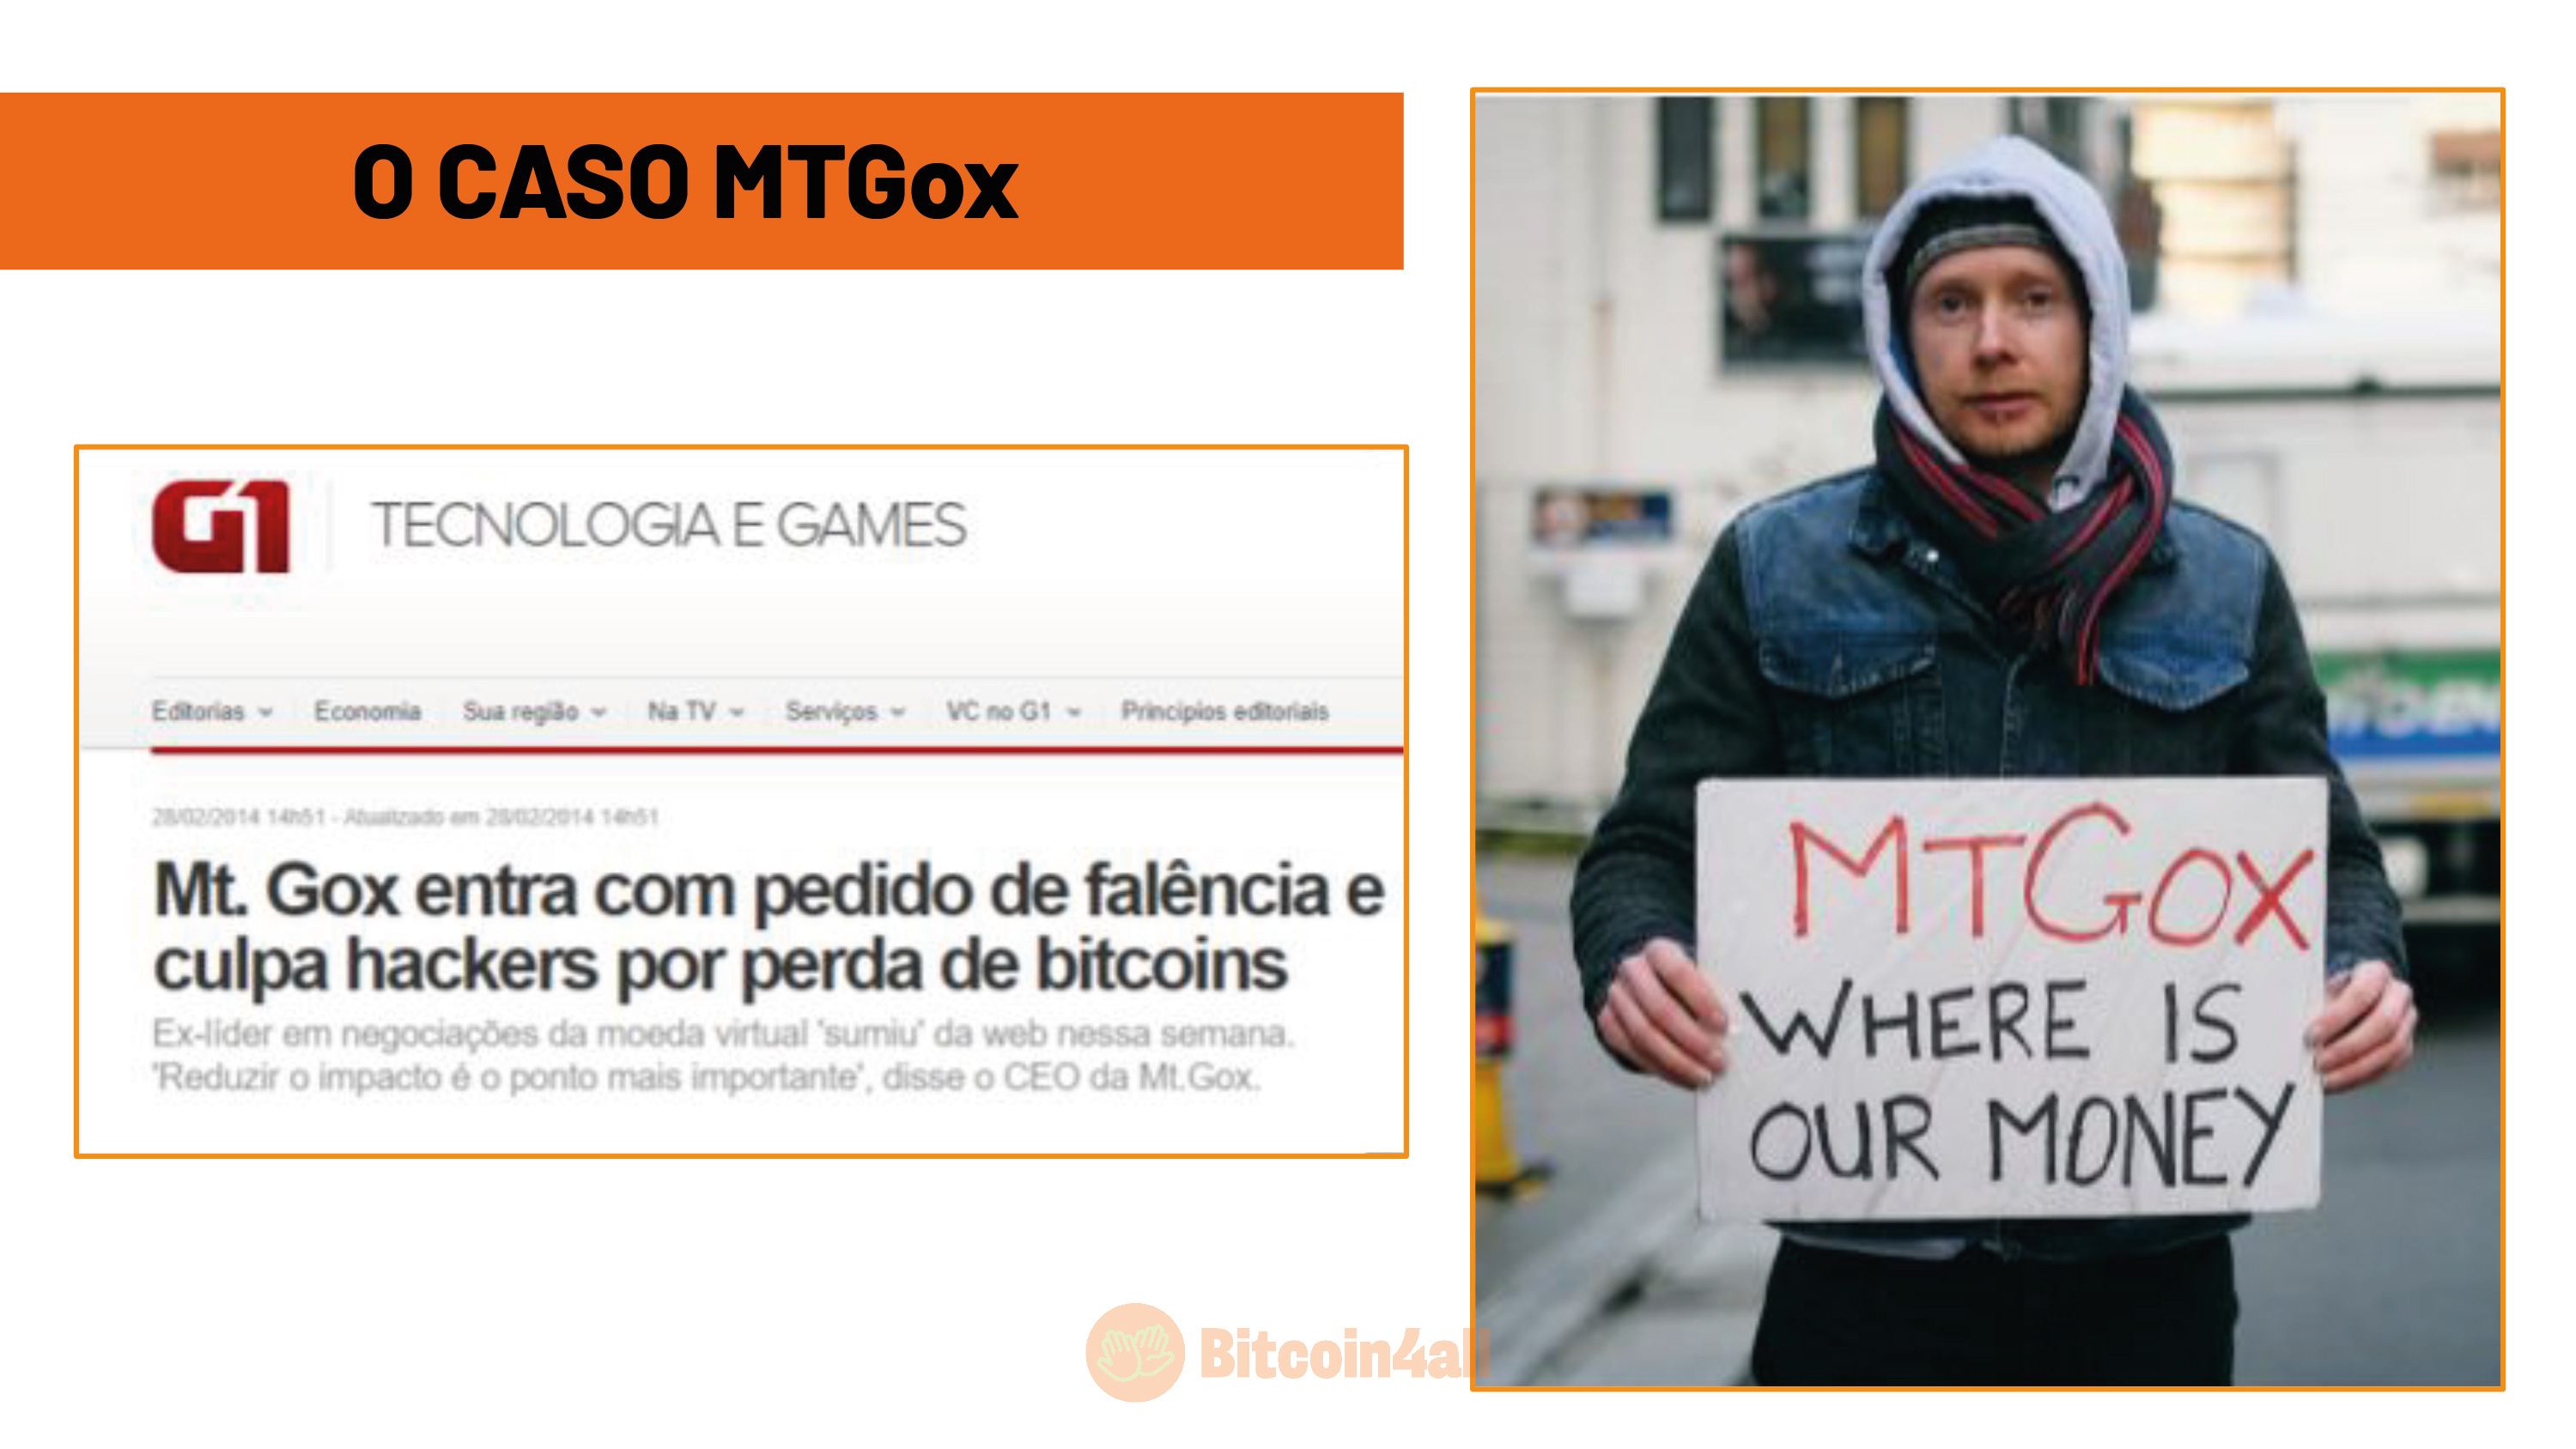 O CASO MTGox
G1
TECNOLOGIA E GAMES
Editorias
Economia
Sua região
Na TV
Serviços
VC no G1
Princípios editoriais
28/02/2014 14h51 - Atualizado em 28/02/2014 14h51
Mt. Gox entra com pedido de falência e
culpa hackers por perda de bitcoins
Ex-líder em negociações da moeda virtual 'sumiu' da web nessa semana.
'Reduzir o impacto é o ponto mais importante', disse o CEO da Mt.Gox.
MTGOX
WHERE IS
OUR MONEY
Bitcoin4all